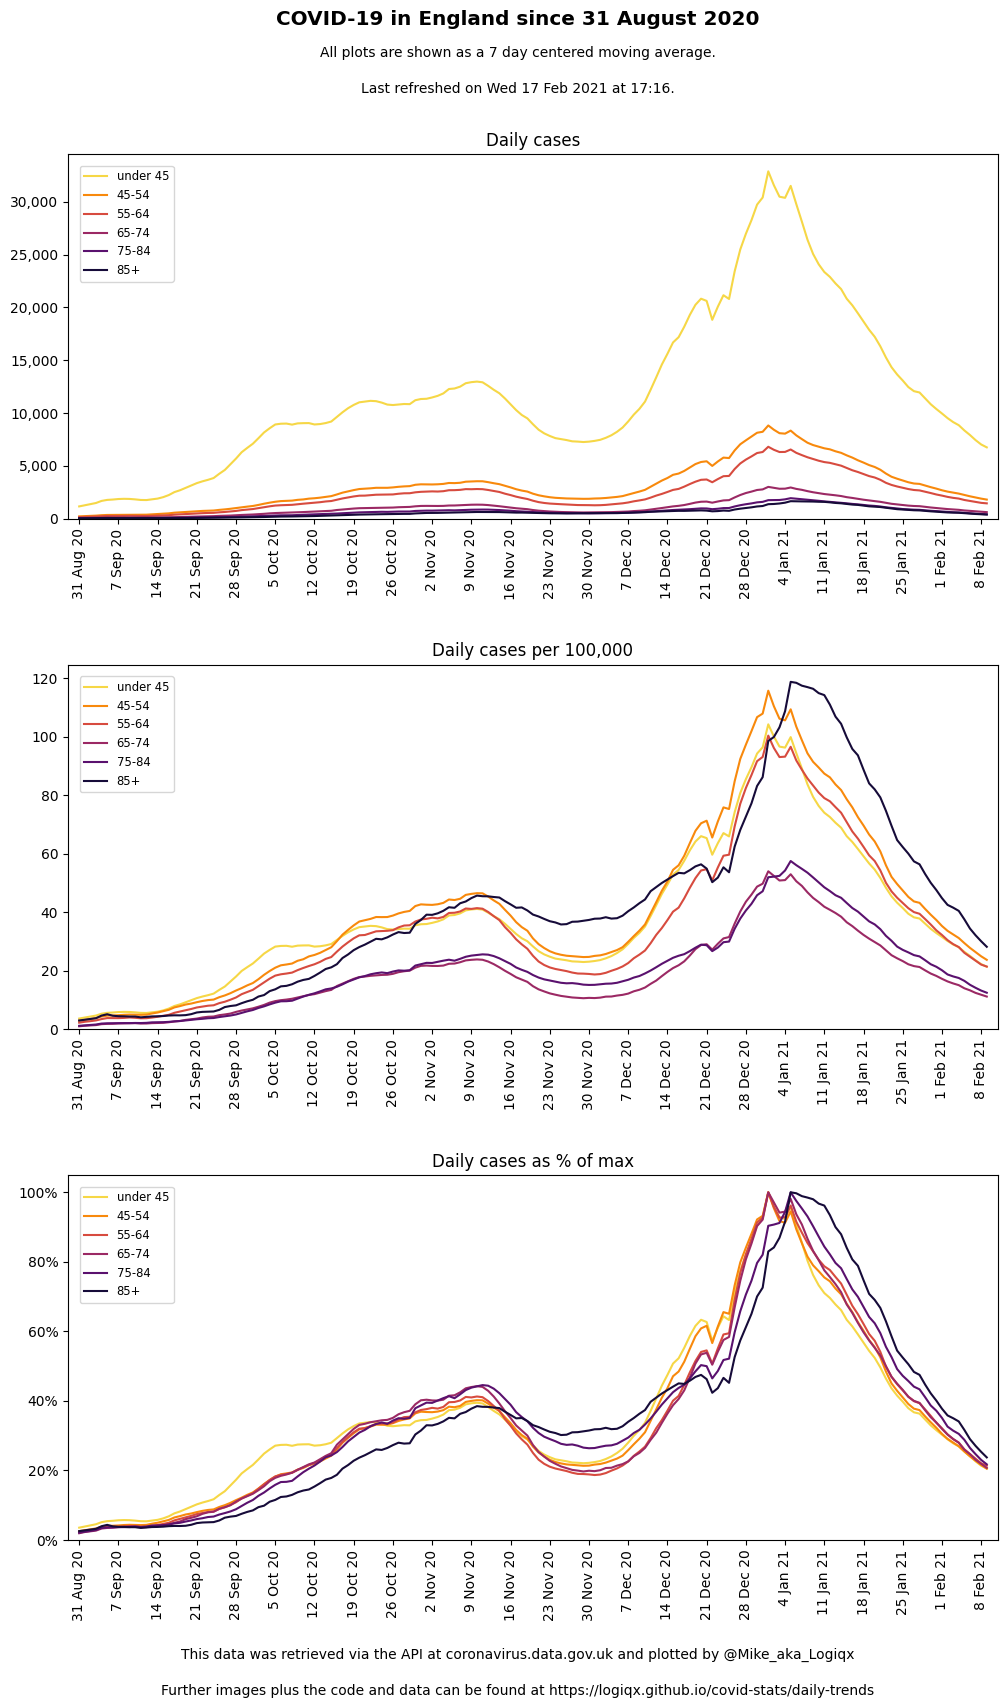 COVID-19 in England since 31 August 2020
All plots are shown as a 7 day centered moving average.
Last refreshed on Wed 17 Feb 2021 at 17:16.
Daily cases
under 45
45-54
55-64
65-74
75-84
85+
30,000
25,000
20,000
15,000
10,000
5,000
0
31 Aug 20
7 Sep 20
14 Sep 20
21 Sep 20
28 Sep 20
5 Oct 20
12 Oct 20
19 Oct 20
26 Oct 20
2 Nov 20
9 Nov 20
16 Nov 20
23 Nov 20
30 Nov 20
7 Dec 20
14 Dec 20
21 Dec 20
28 Dec 20
4 Jan 21
11 Jan 21
18 Jan 21
25 Jan 21
1 Feb 21
8 Feb 21
Daily cases per 100,000
under 45
45-54
55-64
65-74
75-84
85+
120
100
80
60
40
20
0
31 Aug 20
7 Sep 20
14 Sep 20
21 Sep 20
28 Sep 20
5 Oct 20
12 Oct 20
19 Oct 20
26 Oct 20
2 Nov 20
9 Nov 20
16 Nov 20
23 Nov 20
30 Nov 20
7 Dec 20
14 Dec 20
21 Dec 20
28 Dec 20
4 Jan 21
11 Jan 21
18 Jan 21
25 Jan 21
1 Feb 21
8 Feb 21
Daily cases as % of max
under 45
45-54
55-64
65-74
75-84
85+
100%
80%
60%
40%
20%
0%
31 Aug 20
7 Sep 20
14 Sep 20
21 Sep 20
28 Sep 20
5 Oct 20
12 Oct 20
19 Oct 20
26 Oct 20
2 Nov 20
9 Nov 20
16 Nov 20
23 Nov 20
30 Nov 20
7 Dec 20
14 Dec 20
21 Dec 20
28 Dec 20
4 Jan 21
11 Jan 21
18 Jan 21
25 Jan 21
1 Feb 21
8 Feb 21
This data was retrieved via the API at coronavirus.data.gov.uk and plotted by @Mike_aka_Logiqx
Further images plus the code and data can be found at https://logiqx.github.io/covid-stats/daily-trends